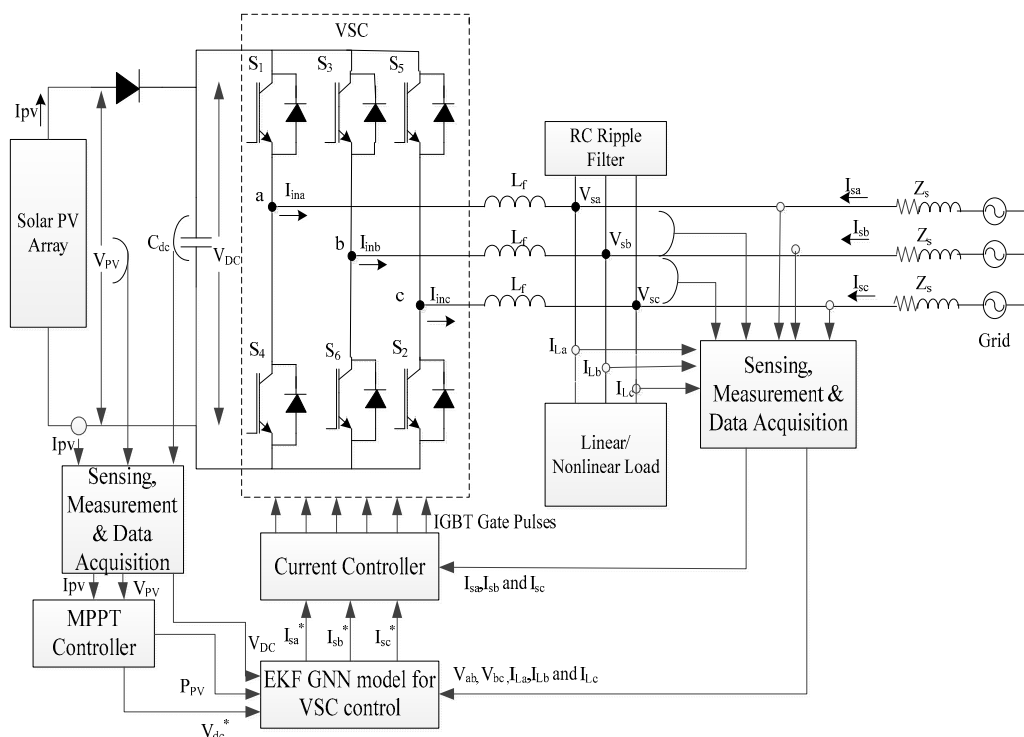 VSC
S1
S3
S5
Ipv
RC Ripple
Filter
Solar PV
Array
a
Iina
Lf
Vsa
Isa
Zs
VPV
Cdc
VDC
b
Iinb
Lf
Vsb
Isb
Zs
c
Iinc
Lf
Vsc
Isc
Zs
Grid
S4
S6
S2
ILa
ILb
ILc
Sensing,
Measurement &
Data Acquisition
Linear/
Nonlinear Load
Ipv
Sensing,
Measurement
& Data
Acquisition
IGBT Gate Pulses
Current Controller
Isa,Isb and Isc
Ipv
VPV
MPPT
Controller
Isa*
Isb*
Isc*
VDC
PPV
Vdc*
EKF GNN model for
VSC control
Vab, Vbc ,ILa,ILb and ILc